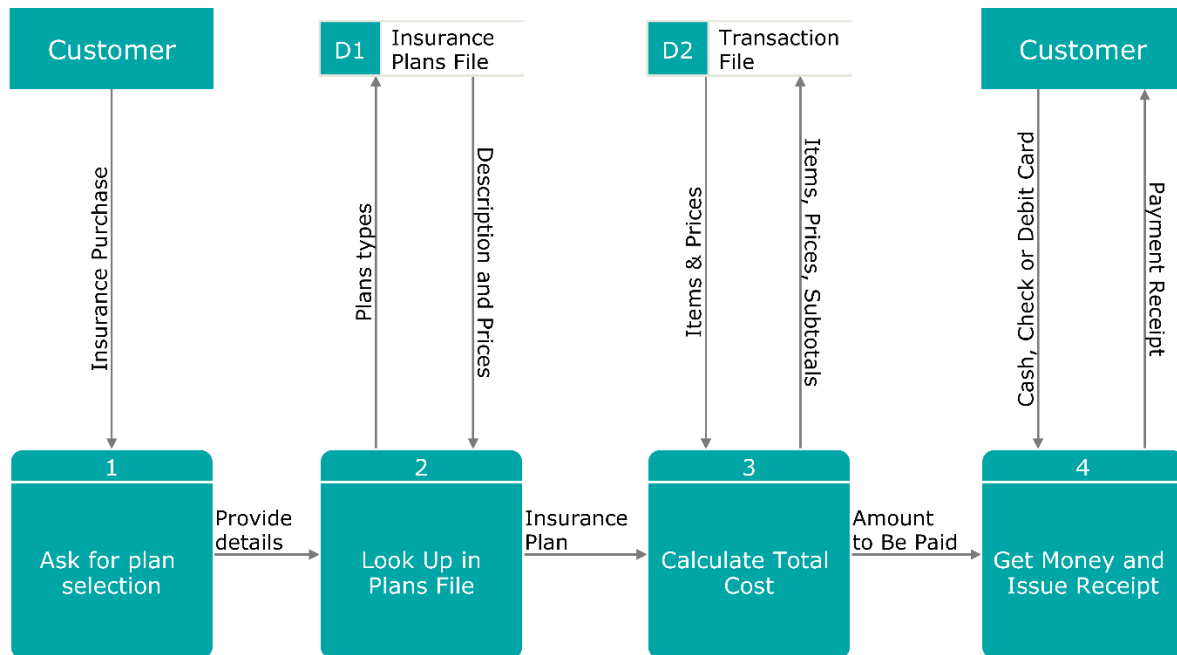 Customer
D1
Insurance
Plans File
D2
Transaction
File
Customer
Insurance Purchase
Plans types
Description and Prices
Items & Prices
Items, Prices, Subtotals
Cash, Check or Debit Card
Payment Receipt
1
Ask for plan
selection
Provide
details
2
Look Up in
Plans File
Insurance
Plan
3
Calculate Total
Cost
Amount
to Be Paid
4
Get Money and
Issue Receipt